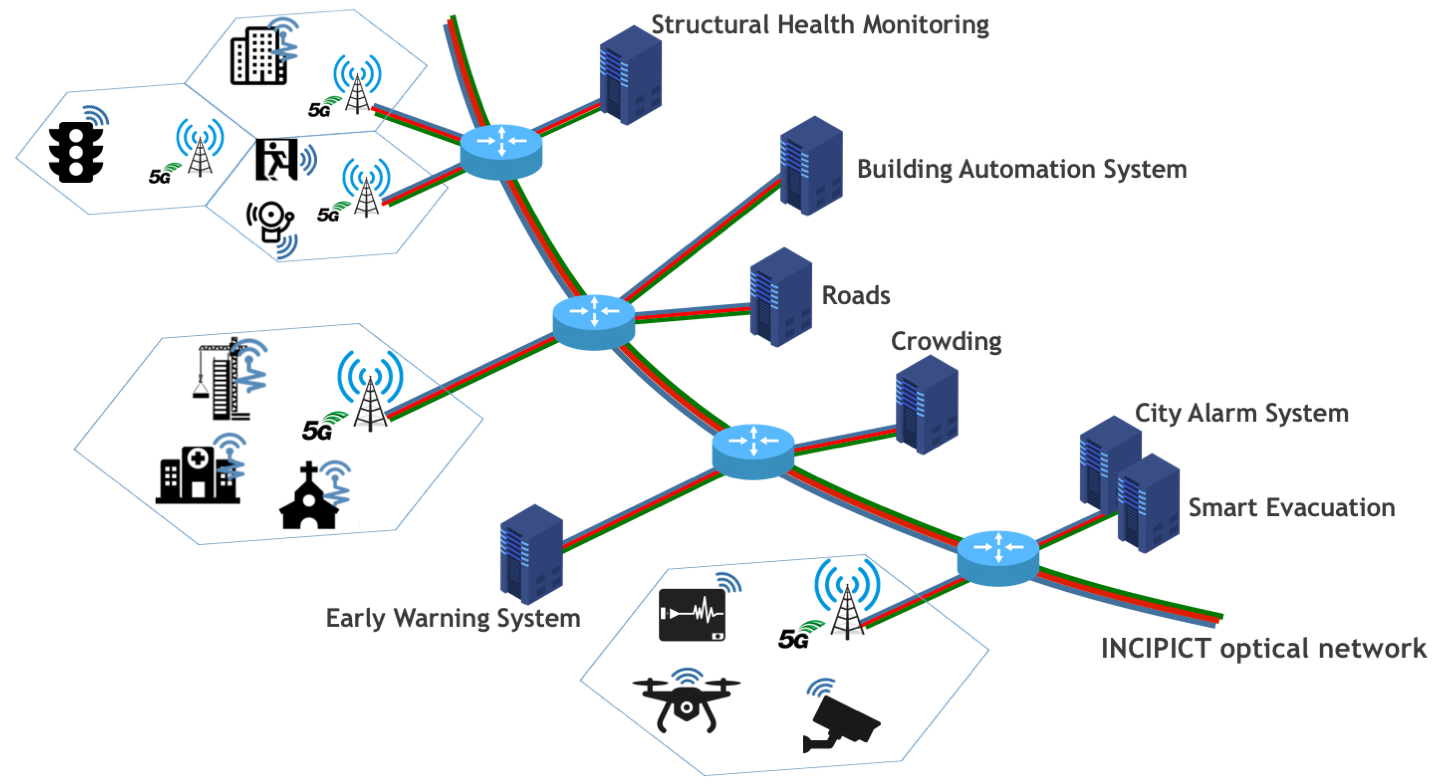 Structural Health Monitoring
5G
5G
Building Automation System
5G
Roads
Crowding
5G
City Alarm System
Smart Evacuation
Early Warning System
5G
INCIPICT optical network